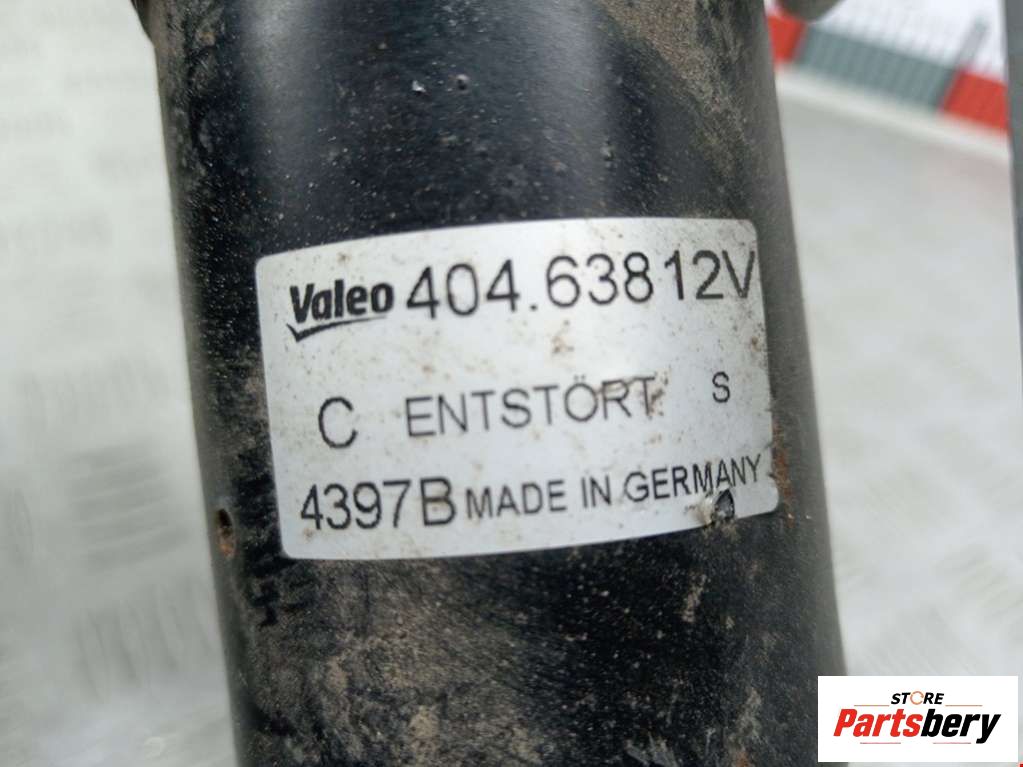 Valeo 404.638 12V
C ENTSTÖRT S
4397B MADE IN GERMANY
STORE
Partsbery